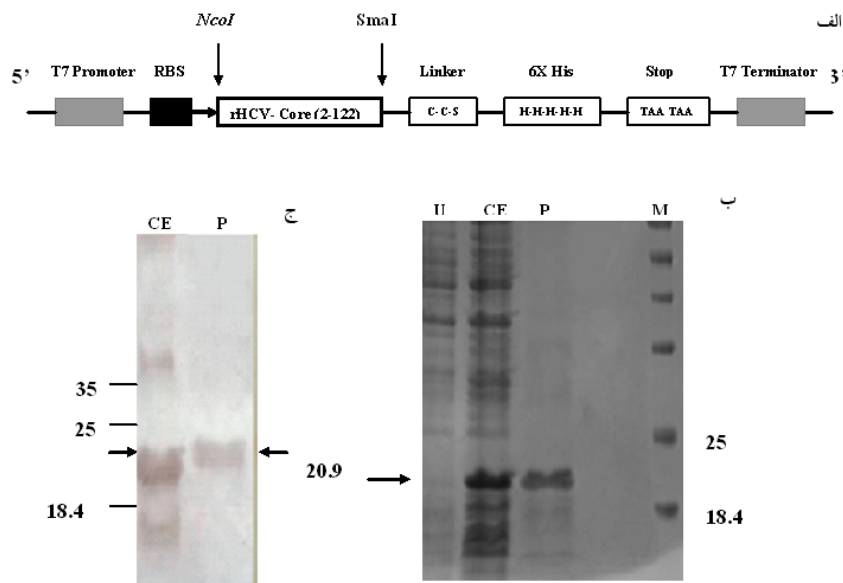 الف
NcoI SmaI
T7 Promoter RBS Linker 6X His Stop T7 Terminator
5’ 3’
rHCV- Core (2-122) C-C-S H-H-H-H-H TAA TAA
ج
CE P
35
25
18.4
ب
U CE P M
20.9
25
18.4